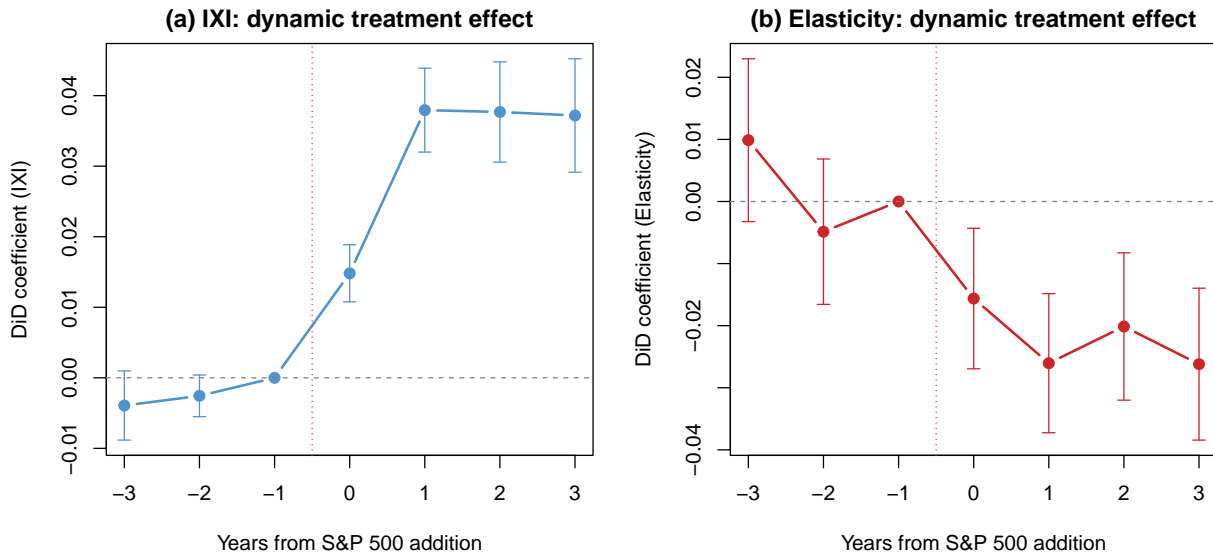 (a) IXI: dynamic treatment effect
DiD coefficient (IXI)
0.04
0.03
0.02
0.01
0.00
−0.01
−3 −2 −1 0 1 2 3
Years from S&P 500 addition
(b) Elasticity: dynamic treatment effect
DiD coefficient (Elasticity)
0.02
0.01
0.00
−0.02
−0.04
−3 −2 −1 0 1 2 3
Years from S&P 500 addition